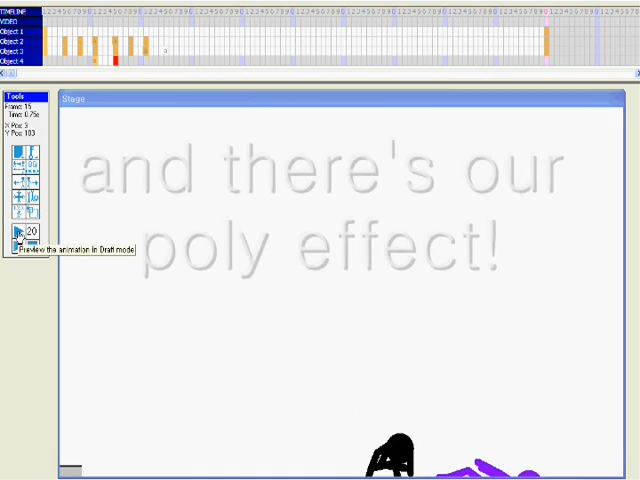 TIMELINE
VIDEO
Object 1
Object 2
Object 3
Object 4
Tools
Frame: 15
Time: 0.75s
X Pos: 3
Y Pos: 103
20
Preview the animation in Draft mode
Stage
and there's our
poly effect!